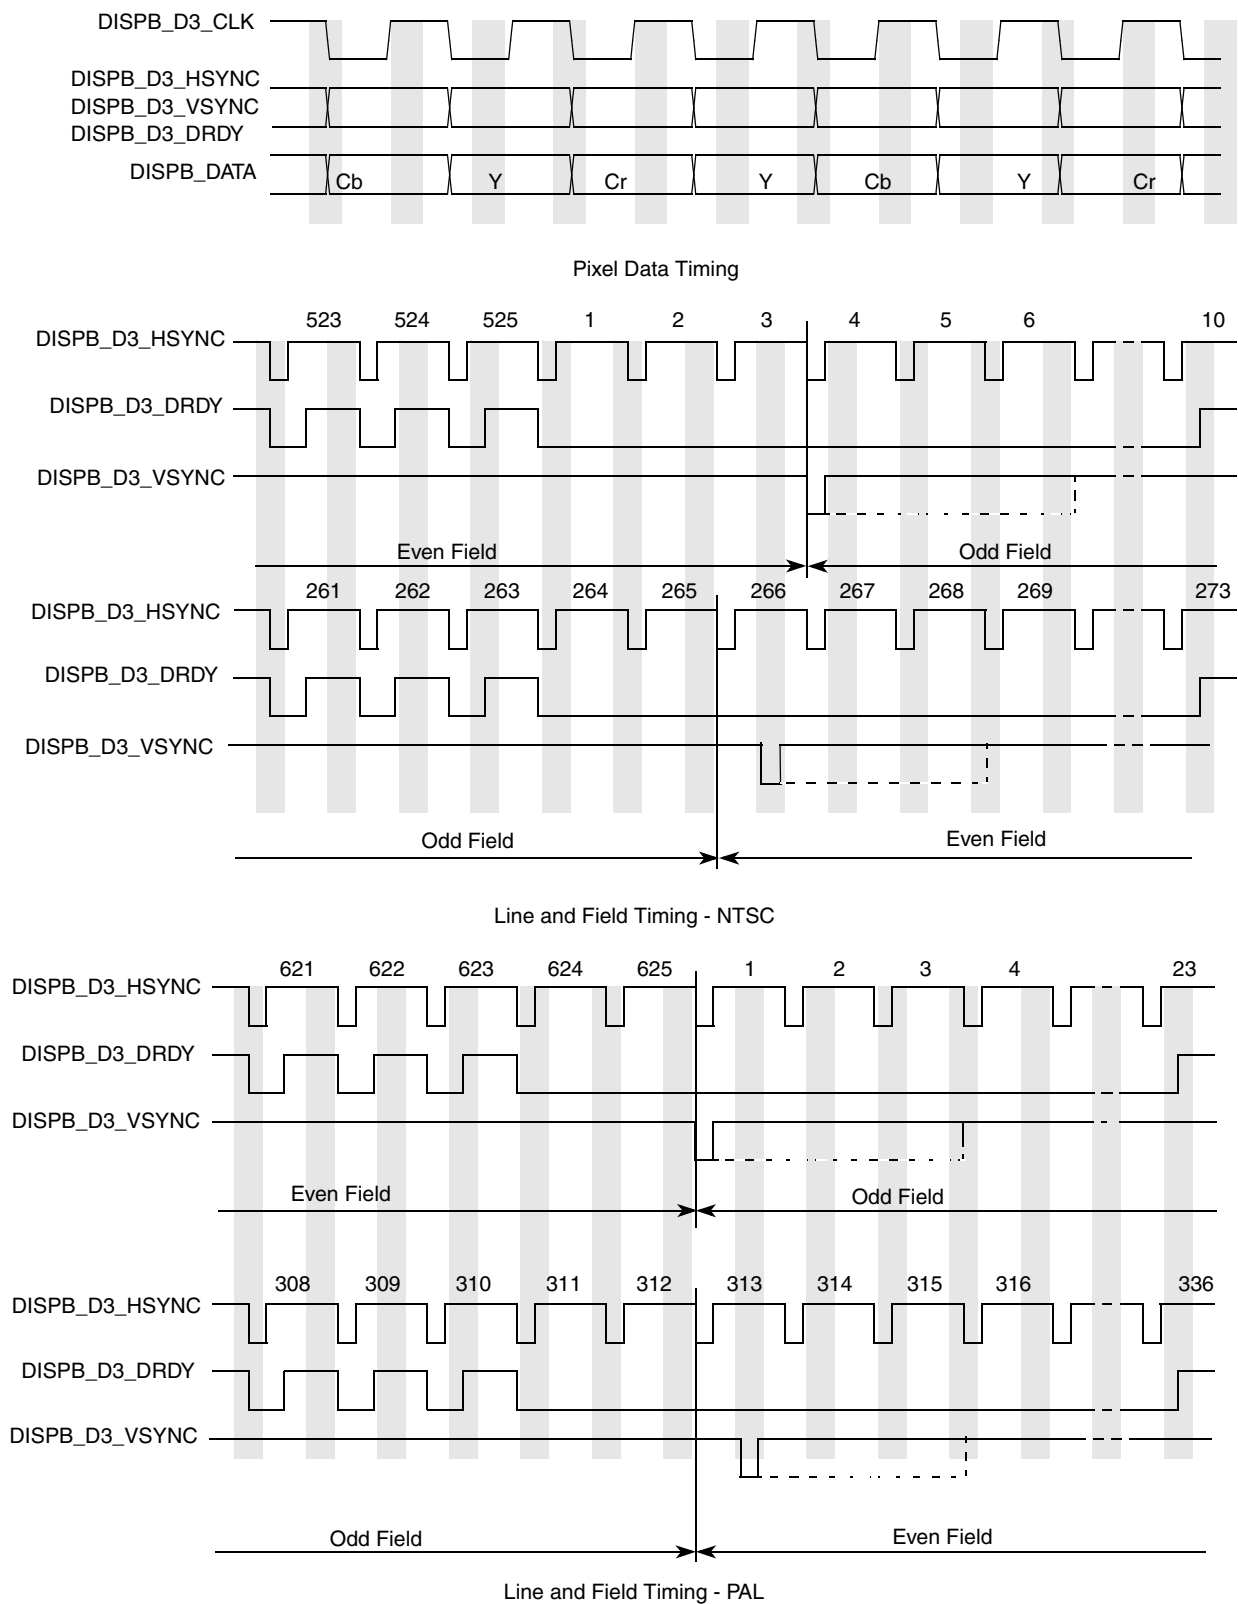 DISPB_D3_CLK
DISPB_D3_HSYNC
DISPB_D3_VSYNC
DISPB_D3_DRDY
DISPB_DATA Cb Y Cr Y Cb Y Cr
Pixel Data Timing
523 524 525 1 2 3 4 5 6 10
DISPB_D3_HSYNC
DISPB_D3_DRDY
DISPB_D3_VSYNC
Even Field Odd Field
261 262 263 264 265 266 267 268 269 273
DISPB_D3_HSYNC
DISPB_D3_DRDY
DISPB_D3_VSYNC
Odd Field Even Field
Line and Field Timing - NTSC
621 622 623 624 625 1 2 3 4 23
DISPB_D3_HSYNC
DISPB_D3_DRDY
DISPB_D3_VSYNC
Even Field Odd Field
308 309 310 311 312 313 314 315 316 336
DISPB_D3_HSYNC
DISPB_D3_DRDY
DISPB_D3_VSYNC
Odd Field Even Field
Line and Field Timing - PAL